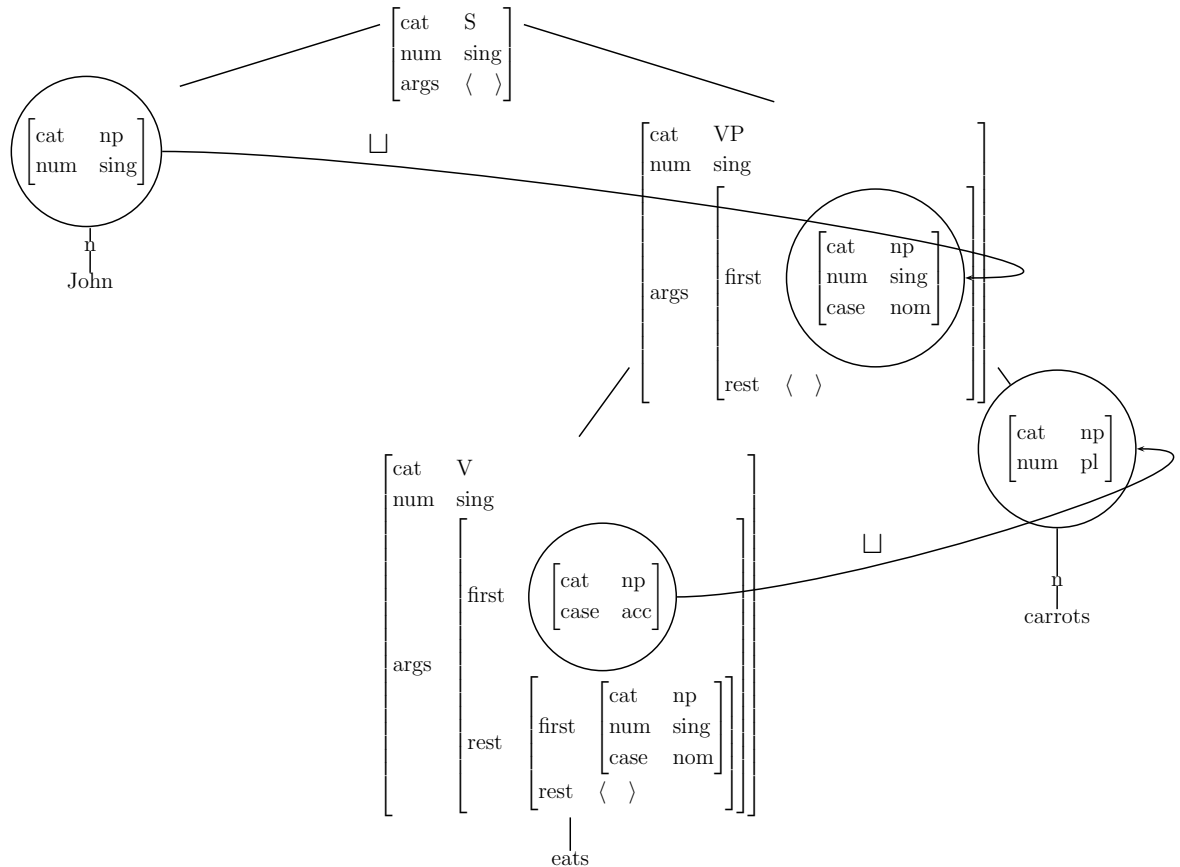 cat S
num sing
args ⟨ ⟩
cat np
num sing
n
John
⊔
cat VP
num sing
args
first
cat np
num sing
case nom
rest ⟨ ⟩
cat np
num pl
n
carrots
⊔
cat V
num sing
args
first
cat np
case acc
rest
first
cat np
num sing
case nom
rest ⟨ ⟩
eats